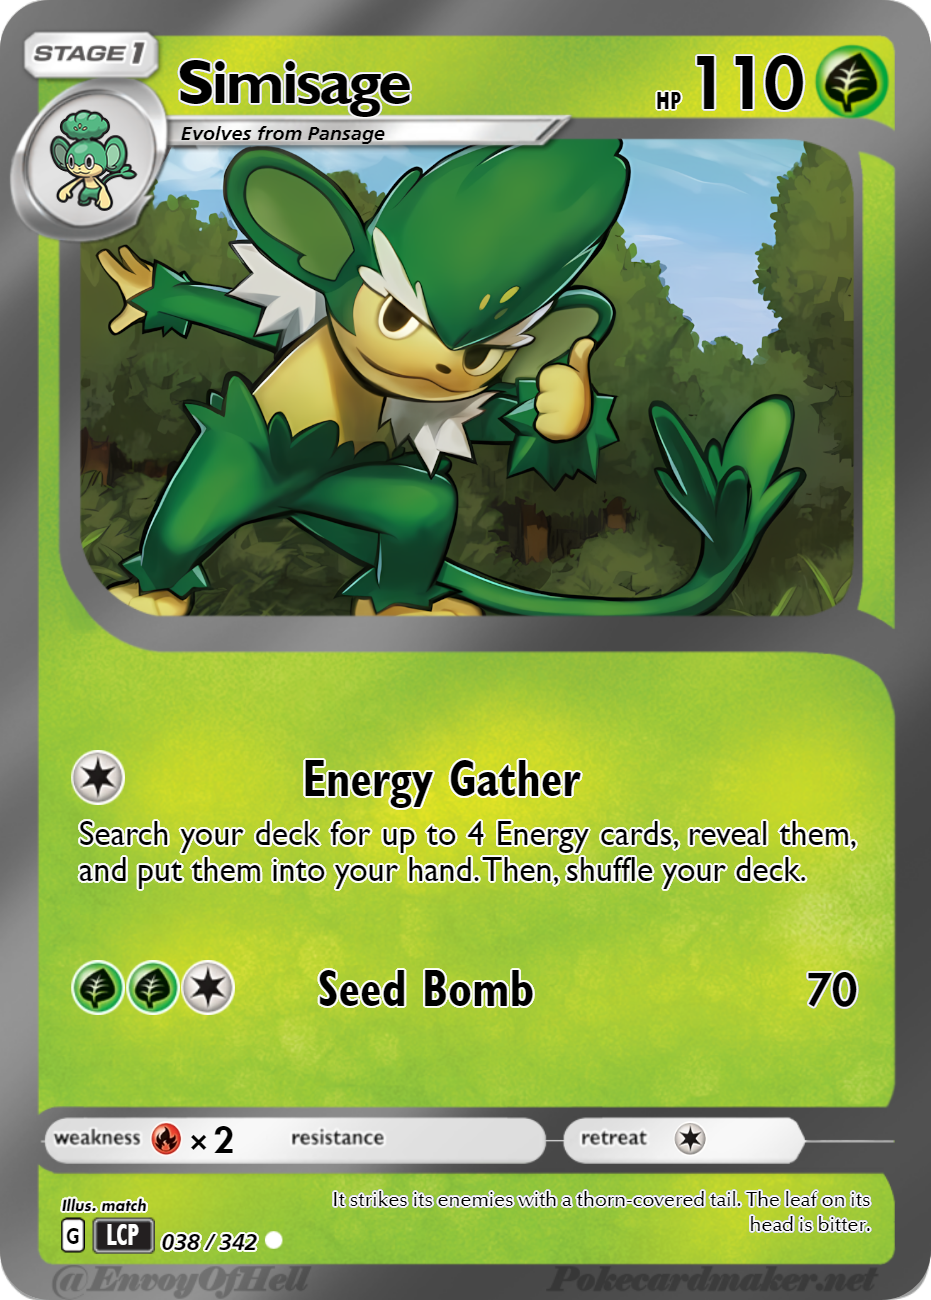 STAGE 1
Simisage
HP 110
Evolves from Pansage
Energy Gather
Search your deck for up to 4 Energy cards, reveal them,
and put them into your hand. Then, shuffle your deck.
Seed Bomb 70
weakness × 2 resistance retreat
Illus. match
It strikes its enemies with a thorn-covered tail. The leaf on its
head is bitter.
G LCP 038 / 342
@EnvoyOfHell Pokecardmaker.net